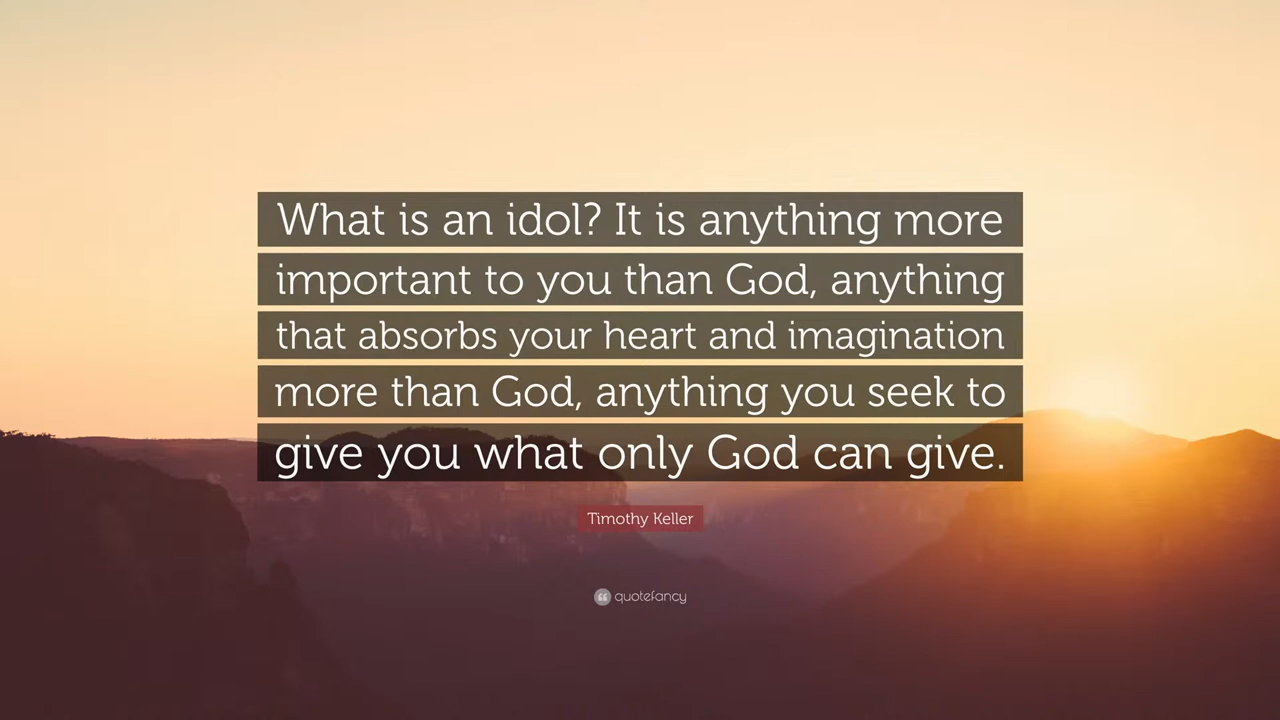 What is an idol? It is anything more
important to you than God, anything
that absorbs your heart and imagination
more than God, anything you seek to
give you what only God can give.
Timothy Keller
quotefancy